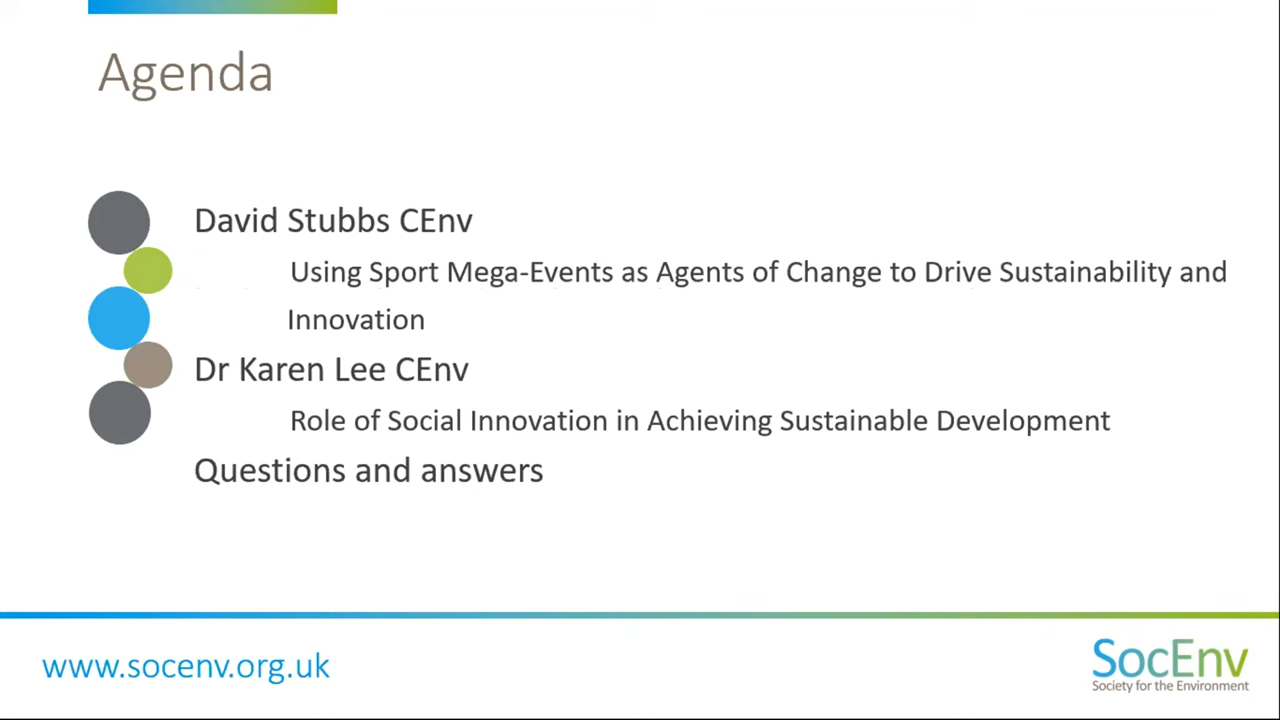 Agenda
David Stubbs CEnv
Using Sport Mega-Events as Agents of Change to Drive Sustainability and
Innovation
Dr Karen Lee CEnv
Role of Social Innovation in Achieving Sustainable Development
Questions and answers
www.socenv.org.uk
SocEnv
Society for the Environment